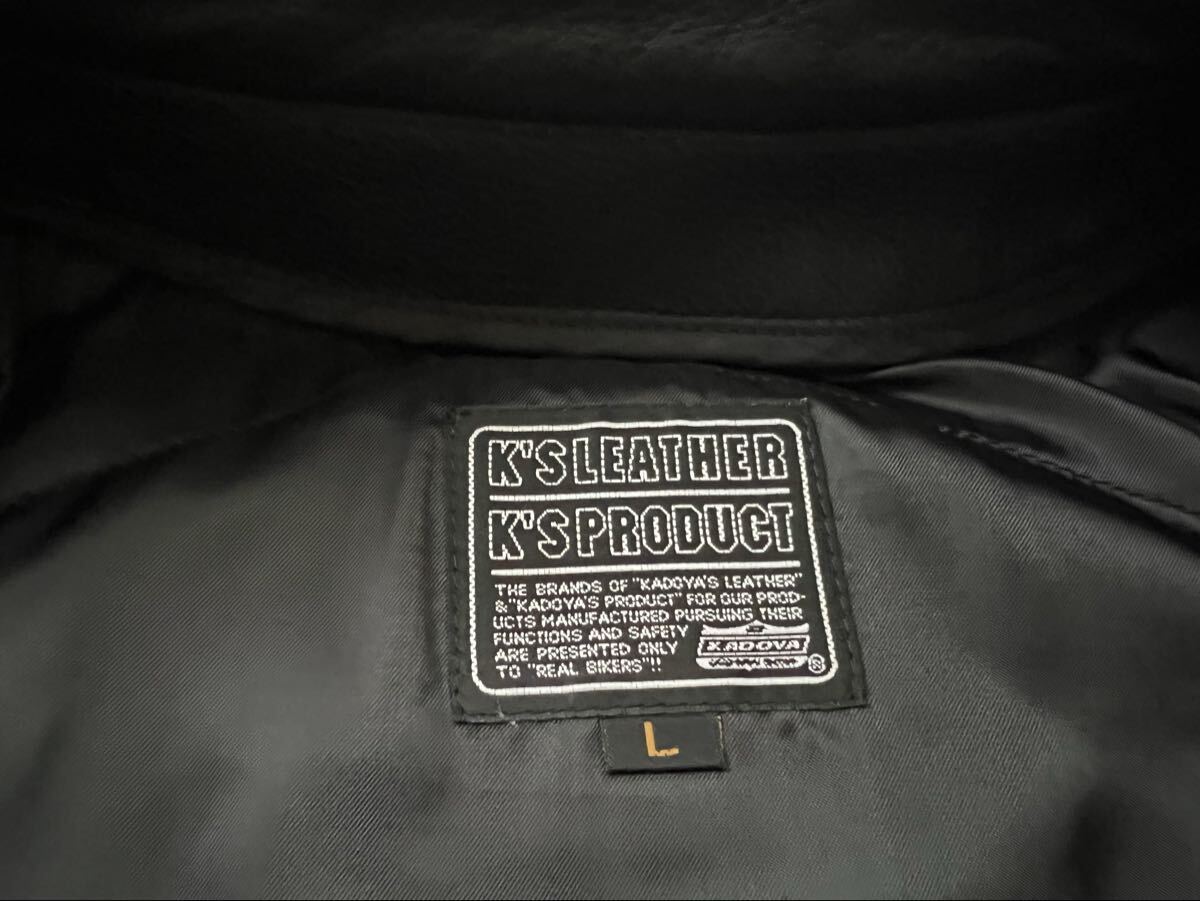 K'S LEATHER
K'S PRODUCT
THE BRANDS OF "KADOYA'S LEATHER"
& "KADOYA'S PRODUCT" FOR OUR PROD-
UCTS MANUFACTURED PURSUING THEIR
FUNCTIONS AND SAFETY
ARE PRESENTED ONLY
TO "REAL BIKERS"!!
KADOYA
®
L